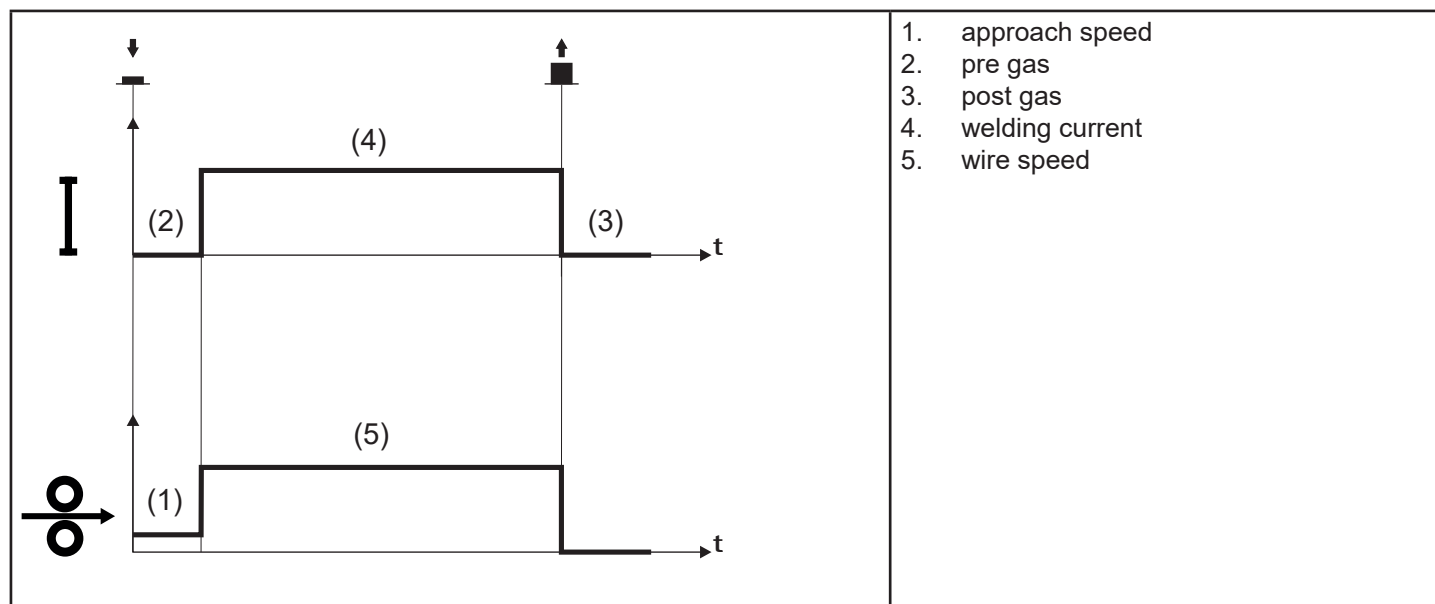 (4)
(2)
(3)
t
(5)
(1)
t
1. approach speed
2. pre gas
3. post gas
4. welding current
5. wire speed